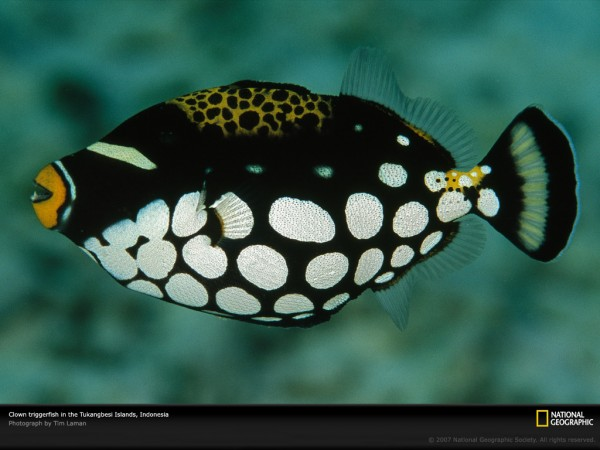 Clown triggerfish in the Tukangbesi Islands, Indonesia
Photograph by Tim Laman
NATIONAL
GEOGRAPHIC
© 2007 National Geographic Society. All rights reserved.